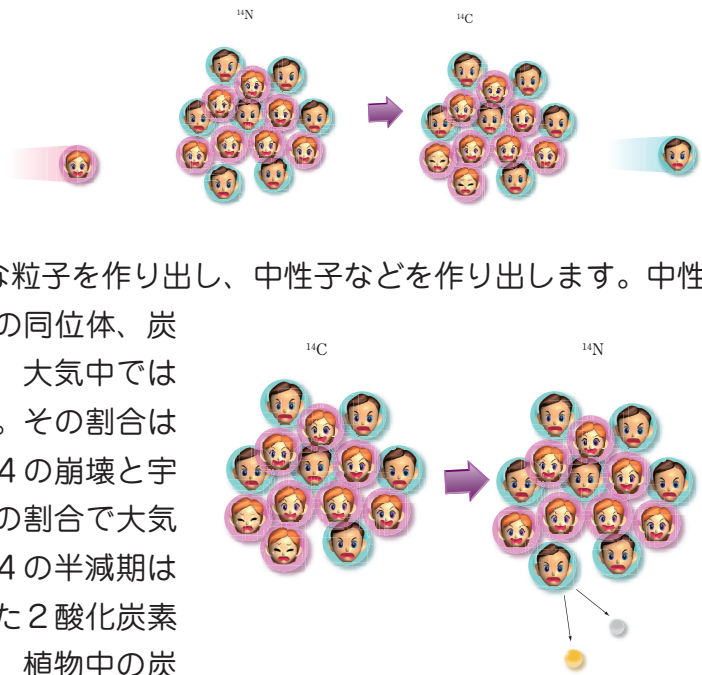 ¹⁴N
¹⁴C
な粒子を作り出し、中性子などを作り出します。中性
の同位体、炭
大気中では
。その割合は
４の崩壊と宇
の割合で大気
４の半減期は
た２酸化炭素
植物中の炭
¹⁴C
¹⁴N